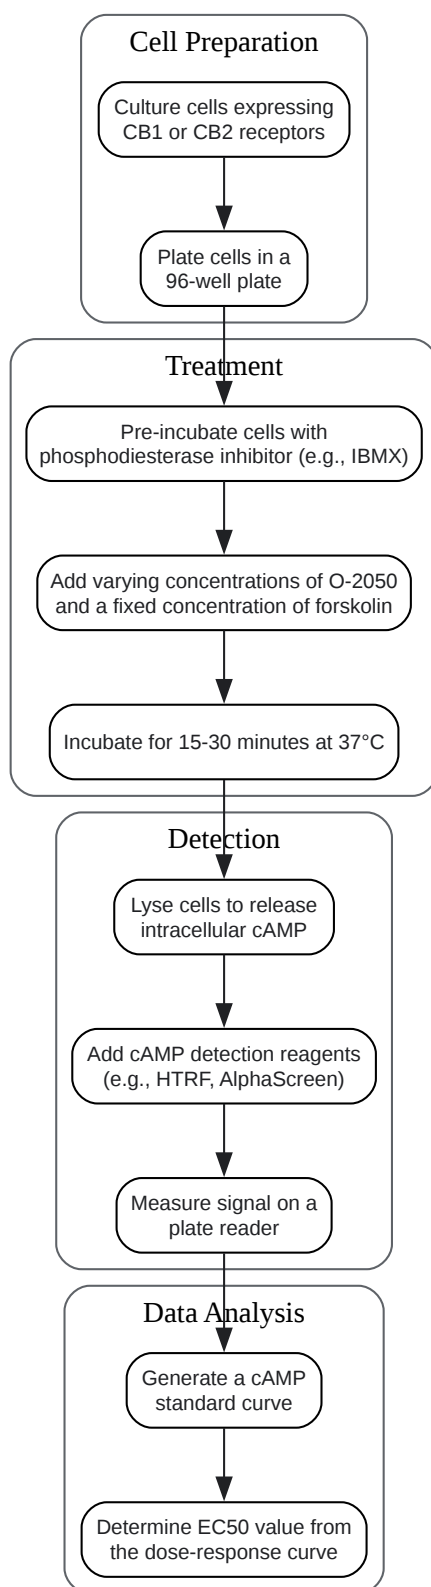 Cell Preparation
Culture cells expressing
CB1 or CB2 receptors
Plate cells in a
96-well plate
Treatment
Pre-incubate cells with
phosphodiesterase inhibitor (e.g., IBMX)
Add varying concentrations of O-2050
and a fixed concentration of forskolin
Incubate for 15-30 minutes at 37°C
Detection
Lyse cells to release
intracellular cAMP
Add cAMP detection reagents
(e.g., HTRF, AlphaScreen)
Measure signal on a
plate reader
Data Analysis
Generate a cAMP
standard curve
Determine EC50 value from
the dose-response curve